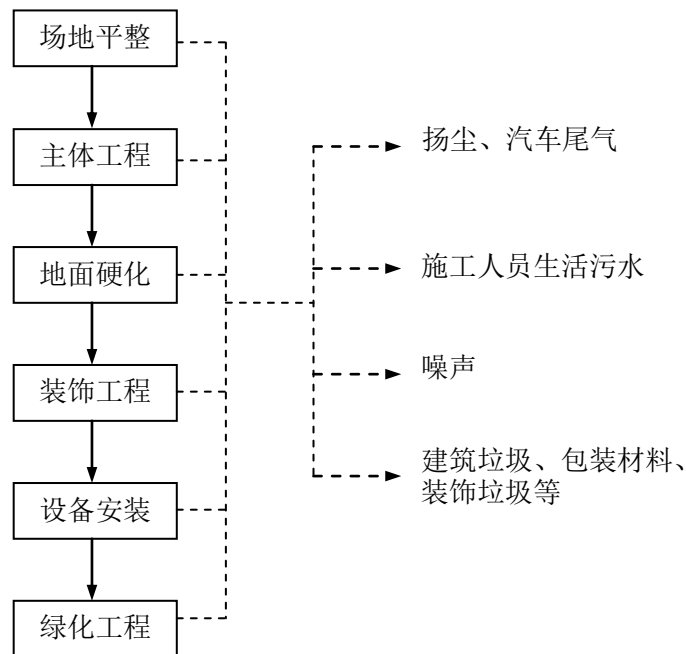 场地平整
主体工程
地面硬化
装饰工程
设备安装
绿化工程
扬尘、汽车尾气
施工人员生活污水
噪声
建筑垃圾、包装材料、
装饰垃圾等